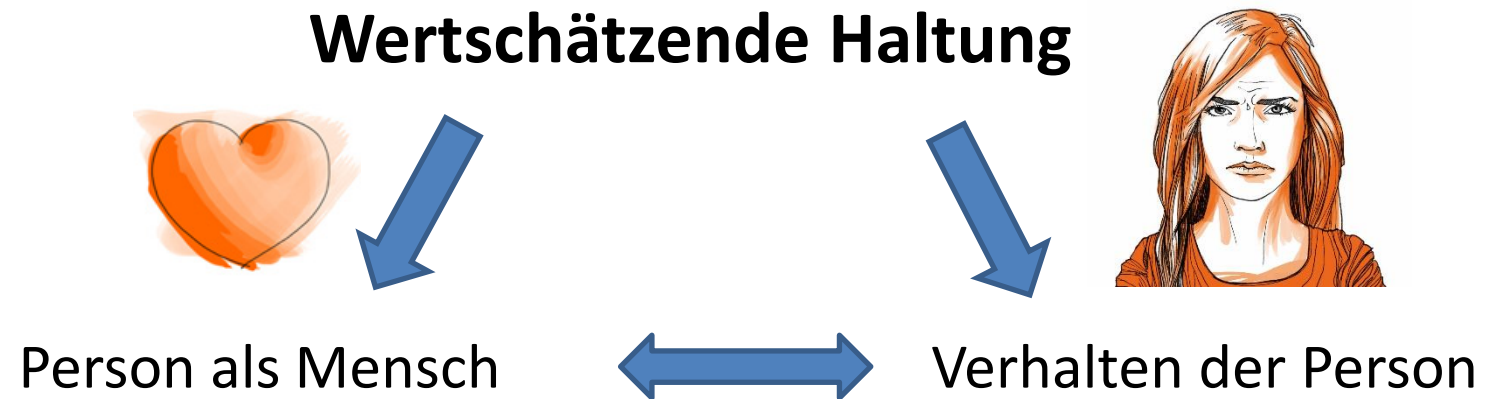 Wertschätzende Haltung
Person als Mensch
Verhalten der Person